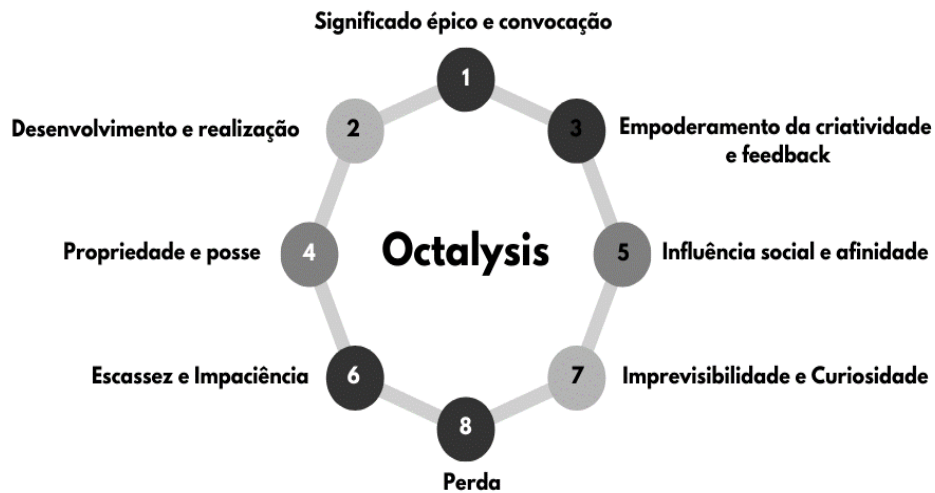 Significado épico e convocação
1
2
Desenvolvimento e realização
3
Empoderamento da criatividade
e feedback
Octalysis
Propriedade e posse
4
5
Influência social e afinidade
Escassez e Impaciência
6
7
Imprevisibilidade e Curiosidade
8
Perda